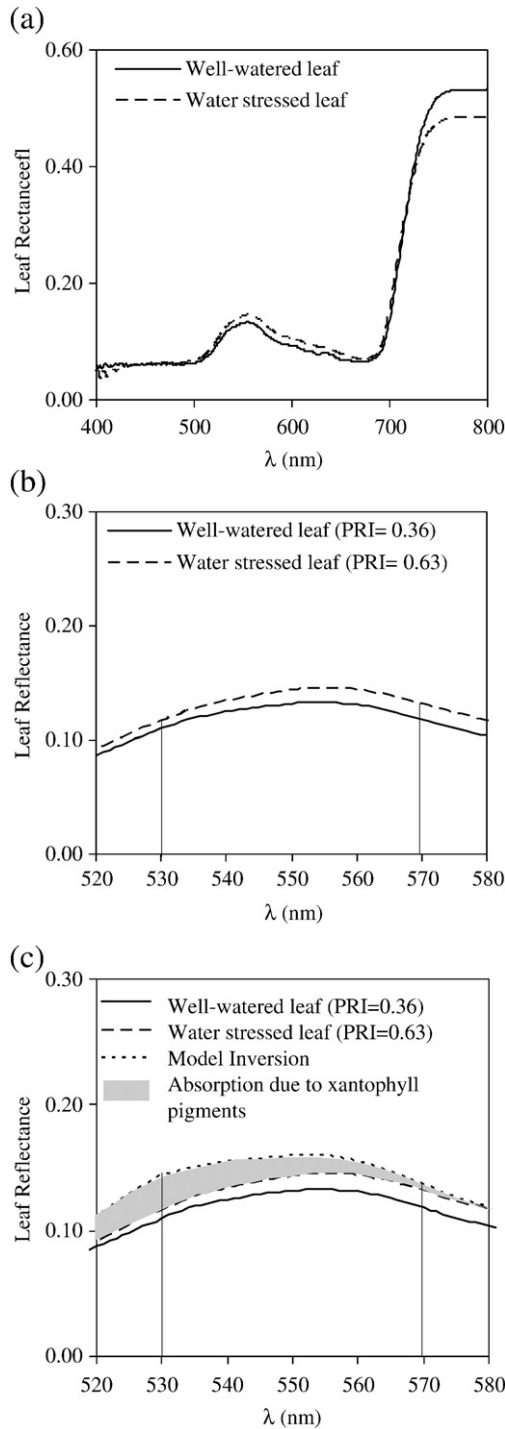 (a)
0.60
Well-watered leaf
Water stressed leaf
0.40
Leaf Rectanceefl
0.20
0.00
400 500 600 700 800
λ (nm)
(b)
0.30
Well-watered leaf (PRI= 0.36)
Water stressed leaf (PRI= 0.63)
0.20
Leaf Reflectance
0.10
0.00
520 530 540 550 560 570 580
λ (nm)
(c)
0.30
Well-watered leaf (PRI=0.36)
Water stressed leaf (PRI=0.63)
Model Inversion
Absorption due to xantophyll
pigments
0.20
Leaf Reflectance
0.10
0.00
520 530 540 550 560 570 580
λ (nm)